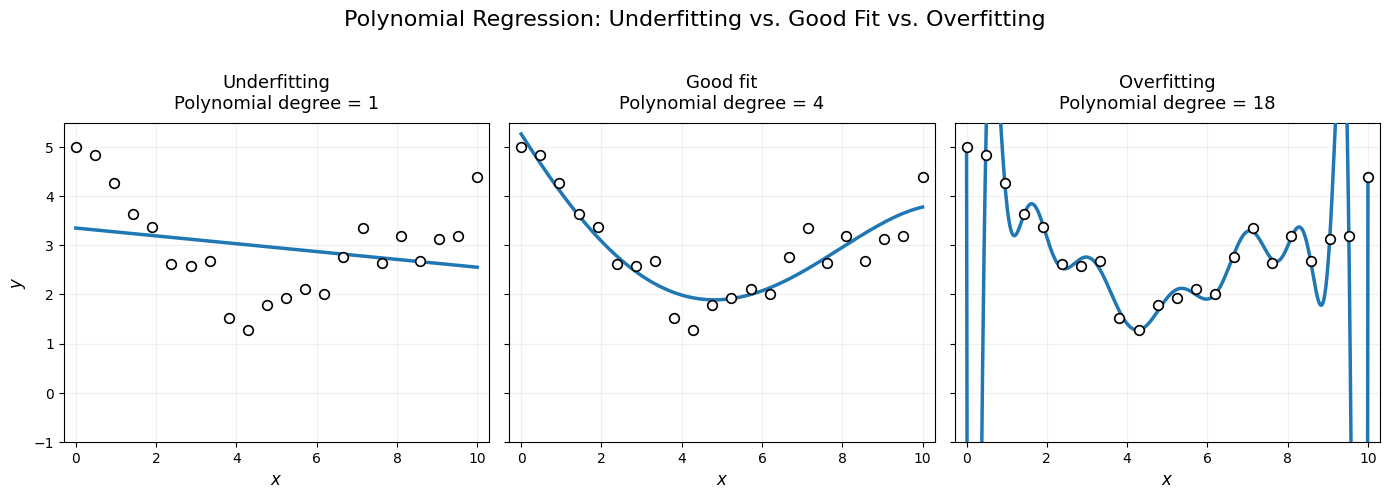 Polynomial Regression: Underfitting vs. Good Fit vs. Overfitting
Underfitting
Polynomial degree = 1
Good fit
Polynomial degree = 4
Overfitting
Polynomial degree = 18
5
4
3
2
1
0
−1
y
0 2 4 6 8 10
x
0 2 4 6 8 10
x
0 2 4 6 8 10
x